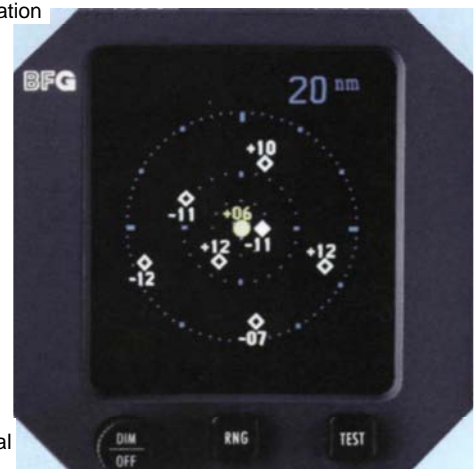 ation
BFG
20 nm
+10
-11
+06
+12
-11
+12
-12
-07
al
DIM
OFF
RNG
TEST